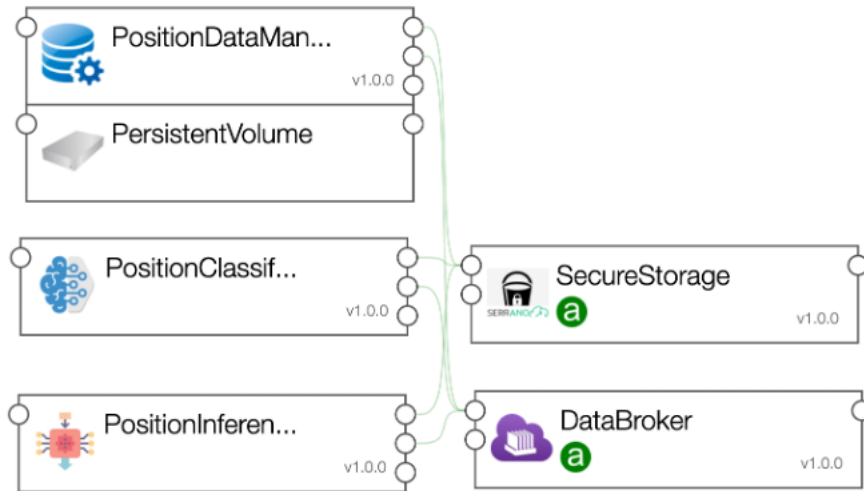 PositionDataMan...
v1.0.0
PersistentVolume
PositionClassif...
v1.0.0
SecureStorage
SERRANO
a
v1.0.0
PositionInferen...
v1.0.0
DataBroker
a
v1.0.0